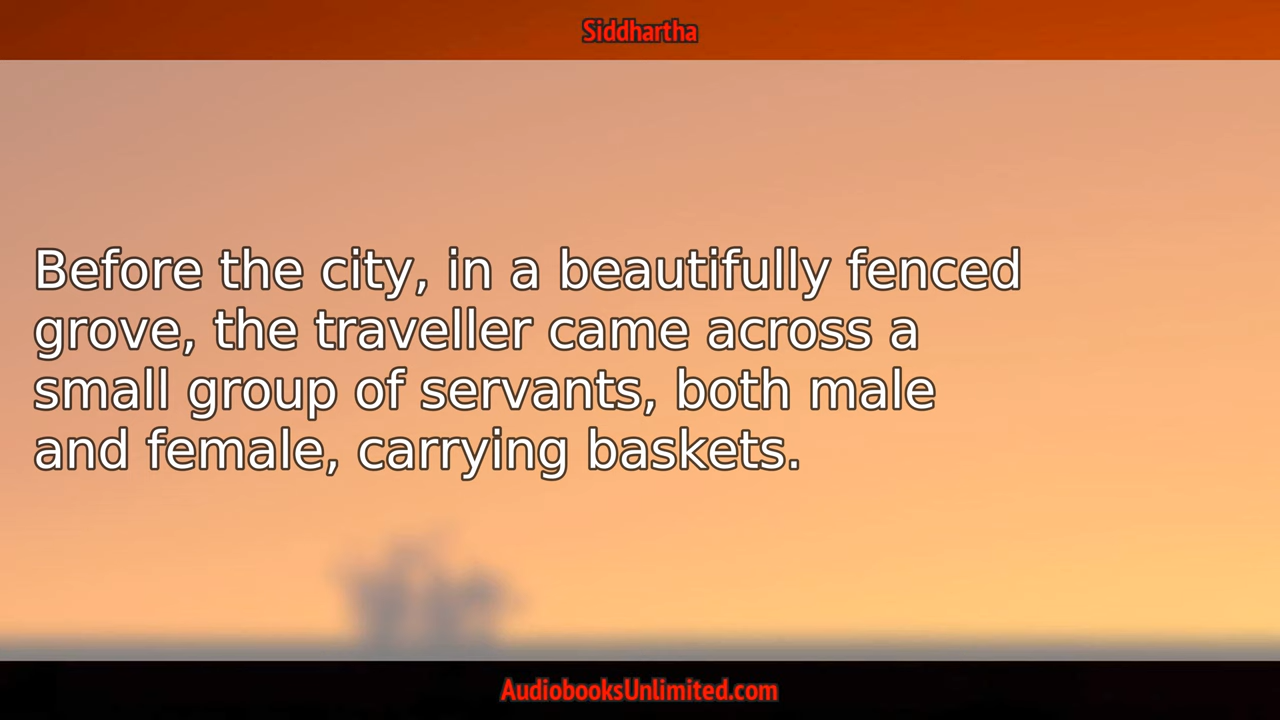 Siddhartha
Before the city, in a beautifully fenced
grove, the traveller came across a
small group of servants, both male
and female, carrying baskets.
AudiobooksUnlimited.com